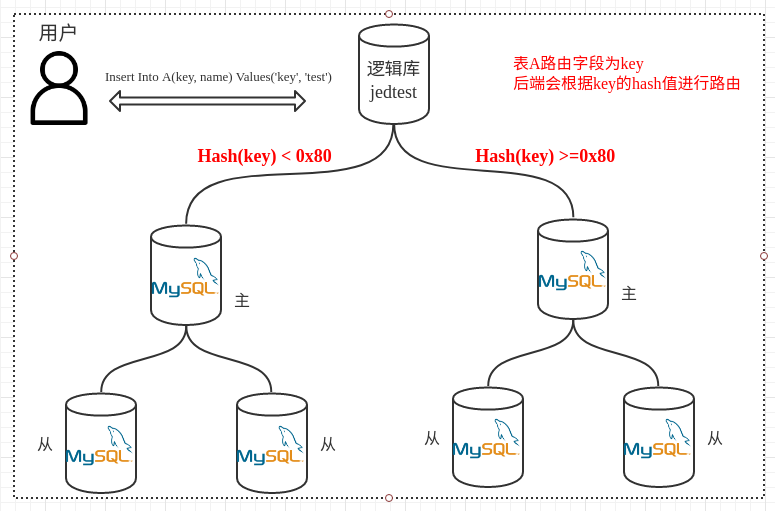 用户
Insert Into A(key, name) Values('key', 'test')
逻辑库
jedtest
表A路由字段为key
后端会根据key的hash值进行路由
Hash(key) < 0x80
Hash(key) >=0x80
MySQL
主
MySQL
主
MySQL
从
MySQL
从
MySQL
从
MySQL
从